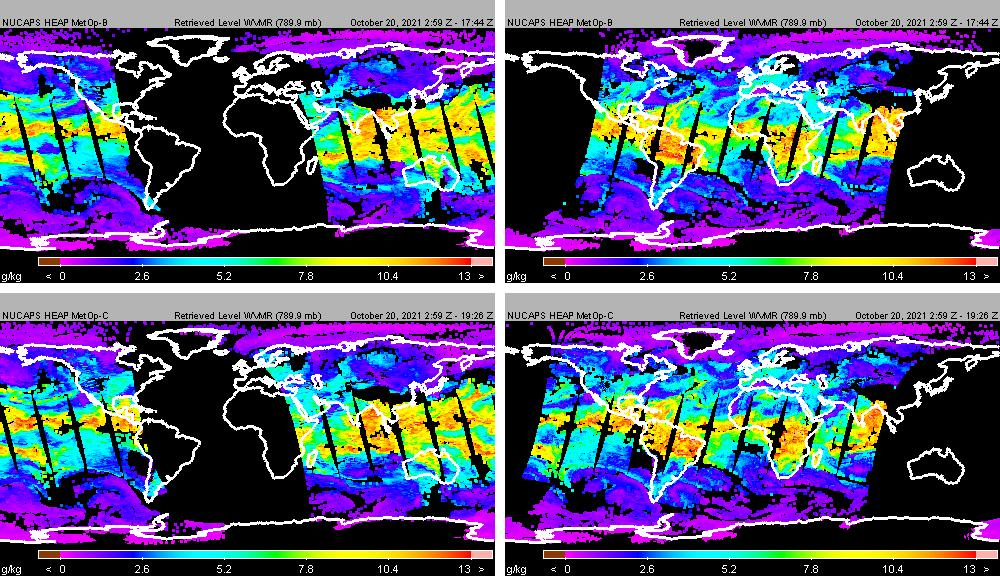 NUCAPS HEAP MetOp-B Retrieved Level WVMR (789.9 mb) October 20, 2021 2:59 Z - 17:44 Z
g/kg < 0 2.6 5.2 7.8 10.4 13 >
NUCAPS HEAP MetOp-B Retrieved Level WVMR (789.9 mb) October 20, 2021 2:59 Z - 17:44 Z
g/kg < 0 2.6 5.2 7.8 10.4 13 >
NUCAPS HEAP MetOp-C Retrieved Level WVMR (789.9 mb) October 20, 2021 2:59 Z - 19:26 Z
g/kg < 0 2.6 5.2 7.8 10.4 13 >
NUCAPS HEAP MetOp-C Retrieved Level WVMR (789.9 mb) October 20, 2021 2:59 Z - 19:26 Z
g/kg < 0 2.6 5.2 7.8 10.4 13 >